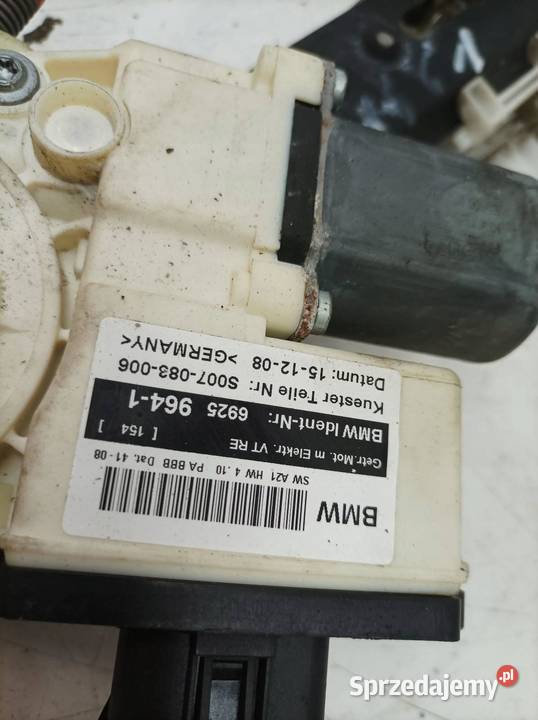 BMW
SW A21 HW 4.10 PA BBB Dat. 41-08
Getr.Mot. m Elektr. VT RE [ 154 ]
BMW Ident-Nr: 6925 964-1
Kuester Teile Nr: S007-083-006
Datum: 15-12-08 >GERMANY<
Sprzedajemy.pl